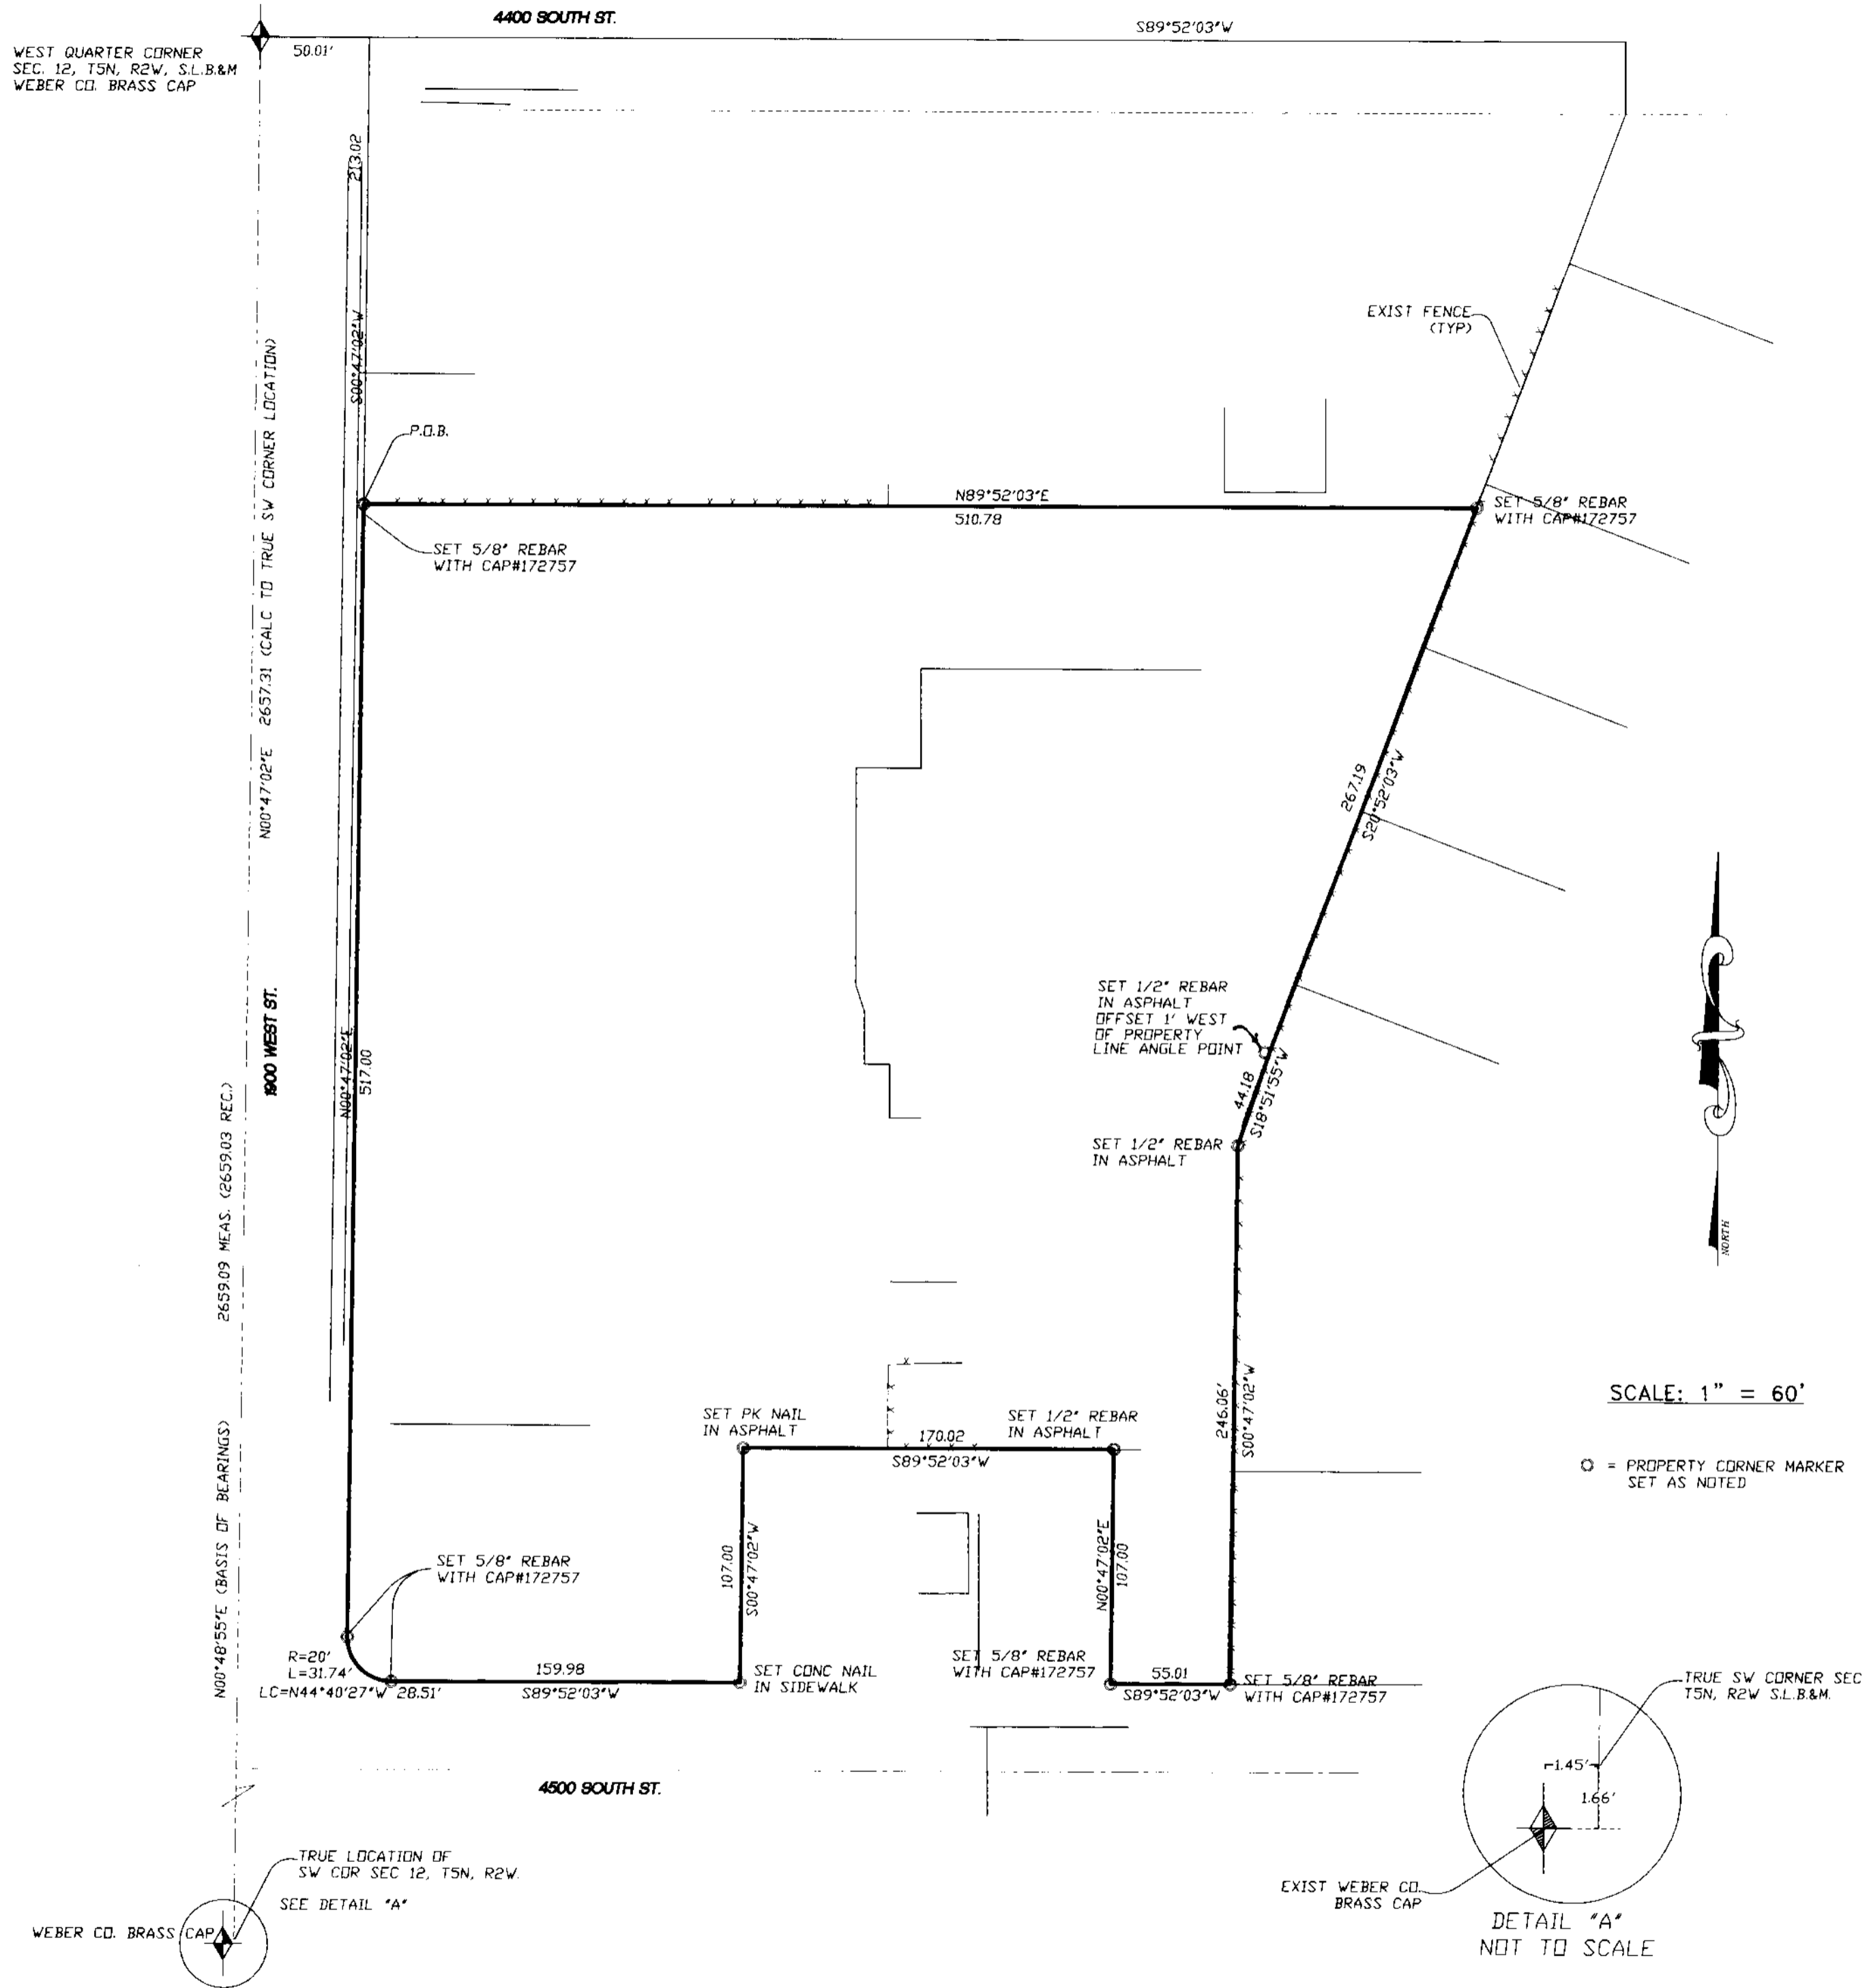 4400 SOUTH ST.
S89°52'03"W
WEST QUARTER CORNER
SEC. 12, T5N, R2W, S.L.B.&M
WEBER CO. BRASS CAP
50.01'
213.02
S00°47'02"W
EXIST FENCE
(TYP)
P.O.B.
N89°52'03"E
510.78
SET 5/8" REBAR
WITH CAP#172757
SET 5/8" REBAR
WITH CAP#172757
N00°47'02"E 2657.31 (CALC TO TRUE SW CORNER LOCATION)
267.19
S20°52'03"W
1900 WEST ST.
N00°47'02"E
517.00
SET 1/2" REBAR
IN ASPHALT
OFFSET 1' WEST
OF PROPERTY
LINE ANGLE POINT
44.18
S18°51'55"W
SET 1/2" REBAR
IN ASPHALT
NORTH
N00°48'55"E (BASIS OF BEARINGS) 2659.09 MEAS. (2659.03 REC.)
246.06'
S00°47'02"W
SCALE: 1" = 60'
SET PK NAIL
IN ASPHALT
170.02
S89°52'03"W
SET 1/2" REBAR
IN ASPHALT
= PROPERTY CORNER MARKER
SET AS NOTED
107.00
S00°47'02"W
N00°47'02"E
107.00
SET 5/8" REBAR
WITH CAP#172757
R=20'
L=31.74'
LC=N44°40'27"W 28.51'
159.98
S89°52'03"W
SET CONC NAIL
IN SIDEWALK
SET 5/8" REBAR
WITH CAP#172757
55.01
S89°52'03"W
SET 5/8" REBAR
WITH CAP#172757
TRUE SW CORNER SEC
T5N, R2W S.L.B.&M.
1.45'
1.66'
4500 SOUTH ST.
TRUE LOCATION OF
SW COR SEC 12, T5N, R2W.
SEE DETAIL "A"
WEBER CO. BRASS CAP
EXIST WEBER CO.
BRASS CAP
DETAIL "A"
NOT TO SCALE